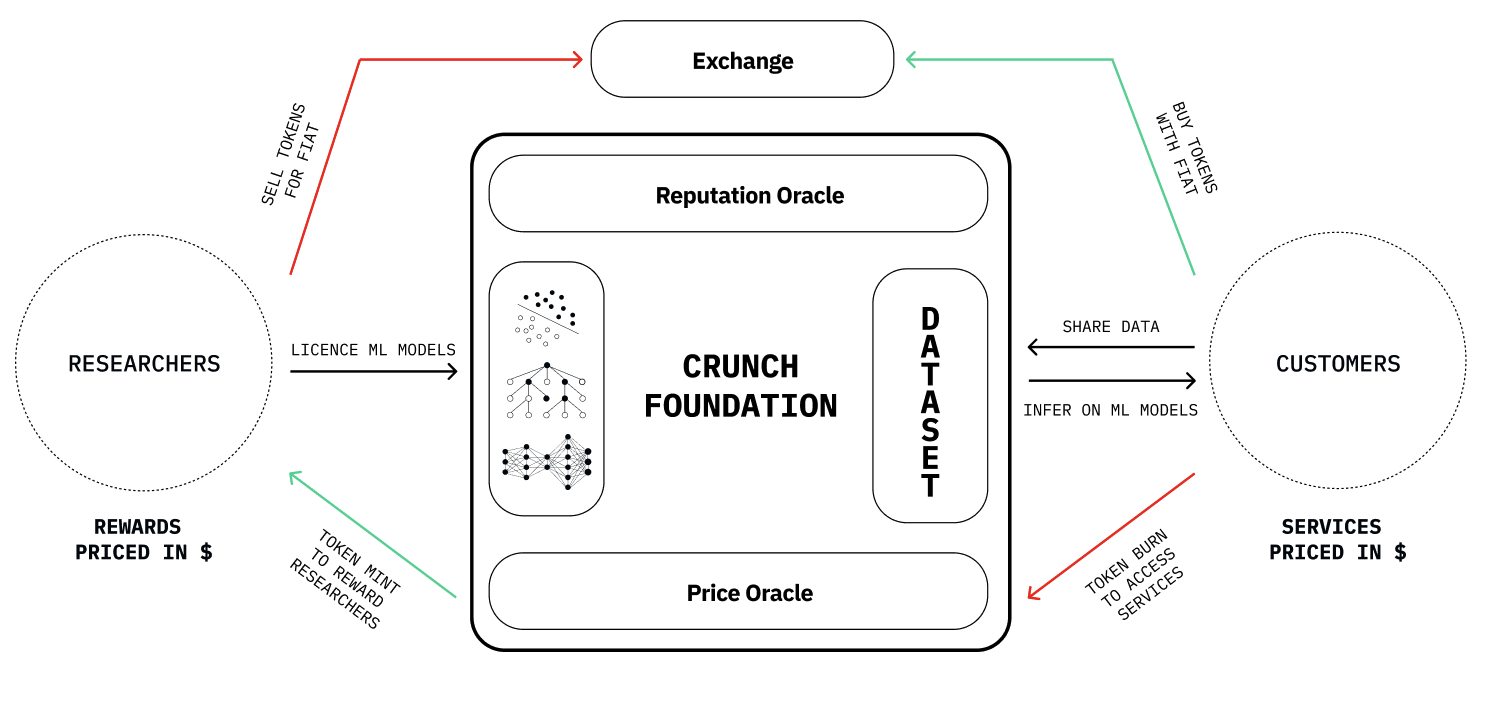 Exchange
SELL TOKENS
FOR FIAT
BUY TOKENS
WITH FIAT
Reputation Oracle
RESEARCHERS
LICENCE ML MODELS
CRUNCH
FOUNDATION
DATASET
SHARE DATA
INFER ON ML MODELS
CUSTOMERS
REWARDS
PRICED IN $
TOKEN MINT
TO REWARD
RESEARCHERS
Price Oracle
TOKEN BURN
TO ACCESS
SERVICES
SERVICES
PRICED IN $